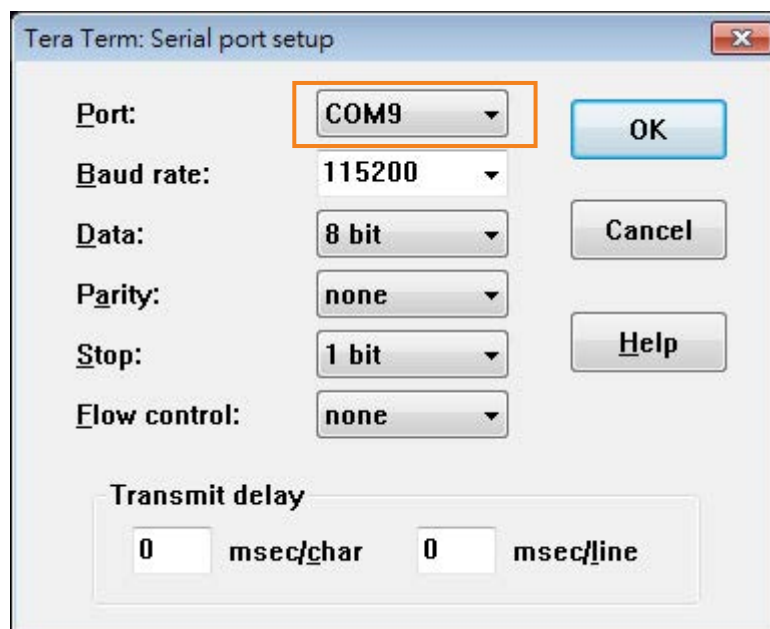 Tera Term: Serial port setup
Port: COM9 OK
Baud rate: 115200
Data: 8 bit Cancel
Parity: none
Stop: 1 bit Help
Flow control: none
Transmit delay
0 msec/char 0 msec/line